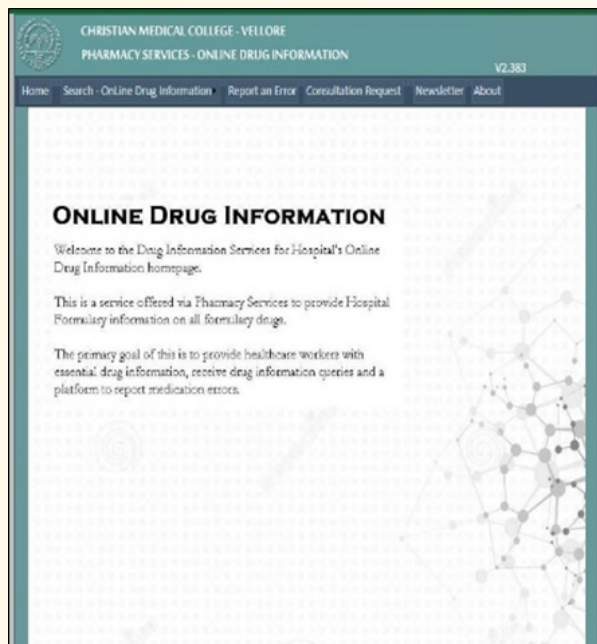 CHRISTIAN MEDICAL COLLEGE - VELLORE
PHARMACY SERVICES - ONLINE DRUG INFORMATION
V2.383
Home Search - OnLine Drug Information Report an Error Consultation Request Newsletter About
ONLINE DRUG INFORMATION
Welcome to the Drug Information Services for Hospital's Online
Drug Information homepage.
This is a service offered via Pharmacy Services to provide Hospital
Formulary information on all formulary drugs.
The primary goal of this is to provide healthcare workers with
essential drug information, receive drug information queries and a
platform to report medication errors.